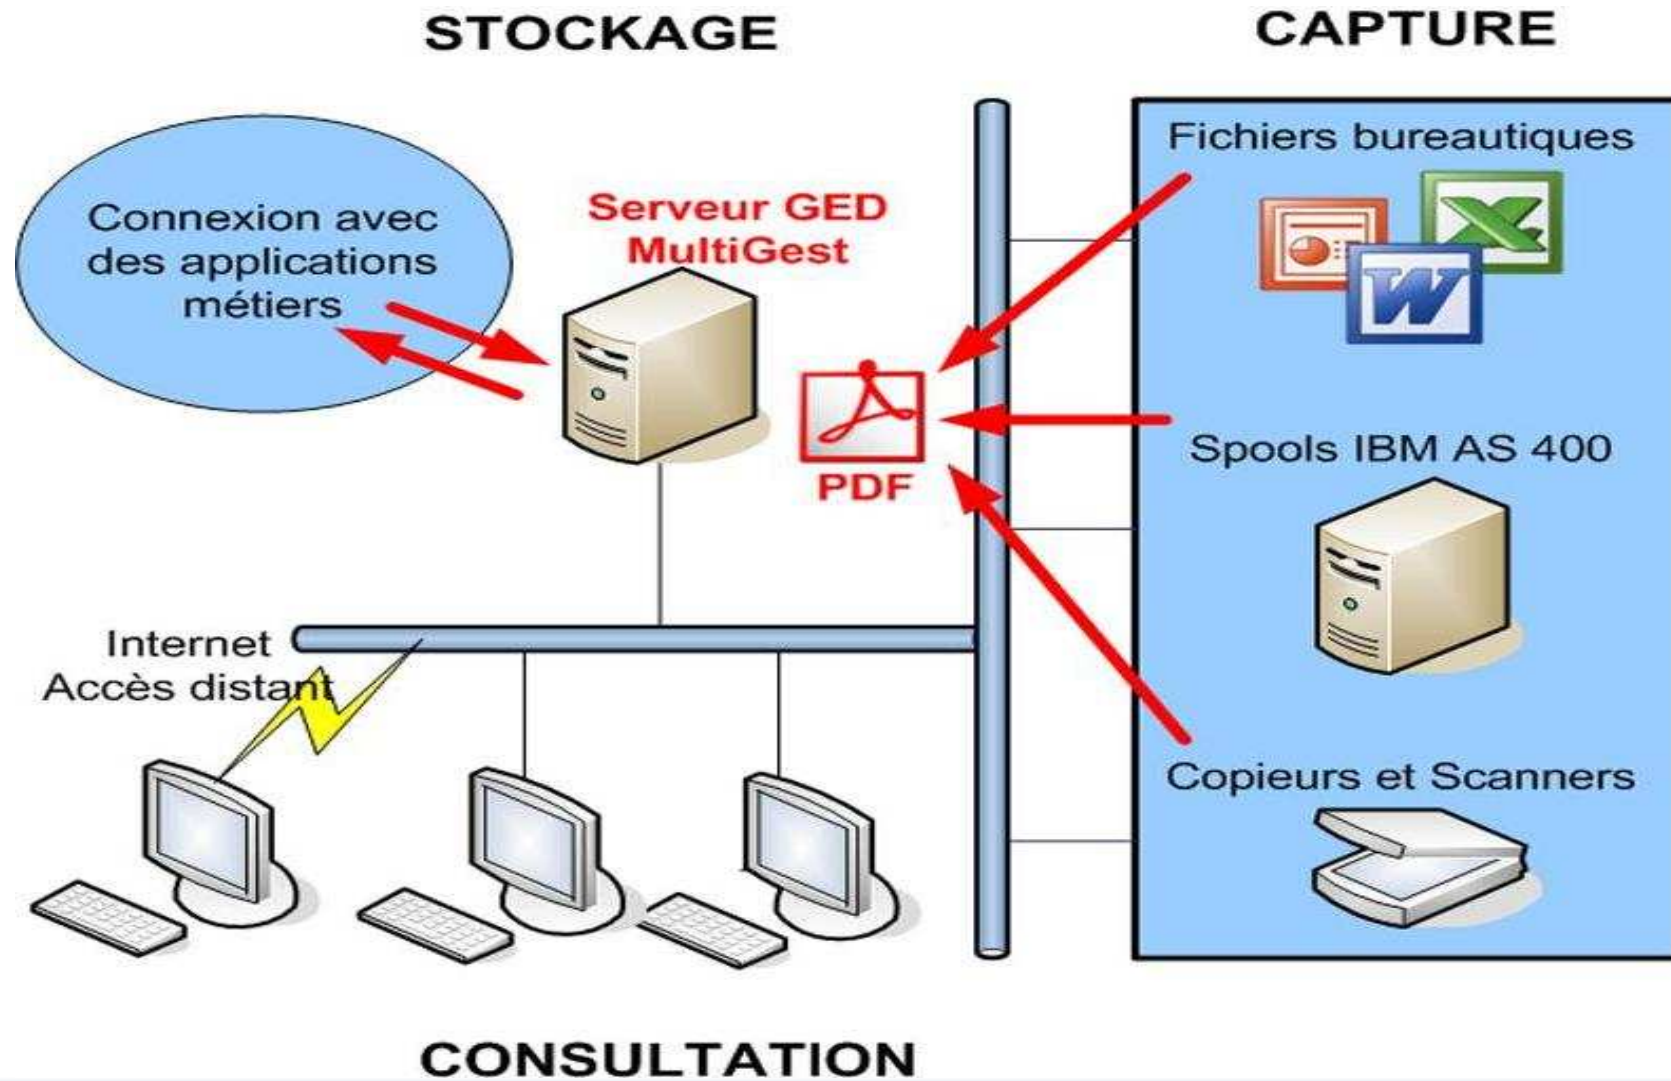 STOCKAGE
CAPTURE
Connexion avec
des applications
métiers
Serveur GED
MultiGest
PDF
Fichiers bureautiques
Spools IBM AS 400
Copieurs et Scanners
Internet
Accès distant
CONSULTATION